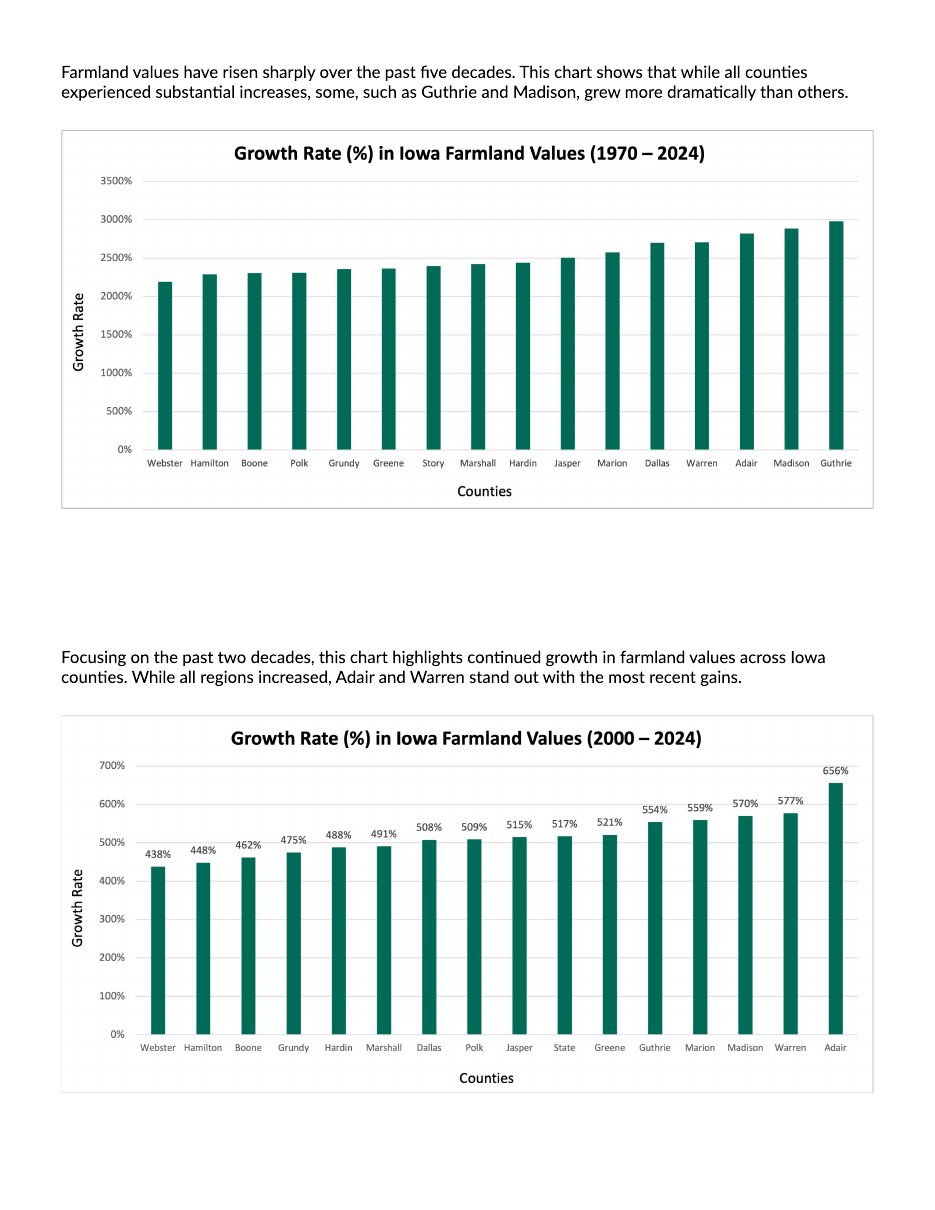 Farmland values have risen sharply over the past five decades. This chart shows that while all counties
experienced substantial increases, some, such as Guthrie and Madison, grew more dramatically than others.
Growth Rate (%) in Iowa Farmland Values (1970 – 2024)
3500%
3000%
2500%
2000%
1500%
1000%
500%
0%
Growth Rate
Webster Hamilton Boone Polk Grundy Greene Story Marshall Hardin Jasper Marion Dallas Warren Adair Madison Guthrie
Counties
Focusing on the past two decades, this chart highlights continued growth in farmland values across Iowa
counties. While all regions increased, Adair and Warren stand out with the most recent gains.
Growth Rate (%) in Iowa Farmland Values (2000 – 2024)
700%
600%
500%
400%
300%
200%
100%
0%
Growth Rate
438% 448% 462% 475% 488% 491% 508% 509% 515% 517% 521% 554% 559% 570% 577% 656%
Webster Hamilton Boone Grundy Hardin Marshall Dallas Polk Jasper State Greene Guthrie Marion Madison Warren Adair
Counties